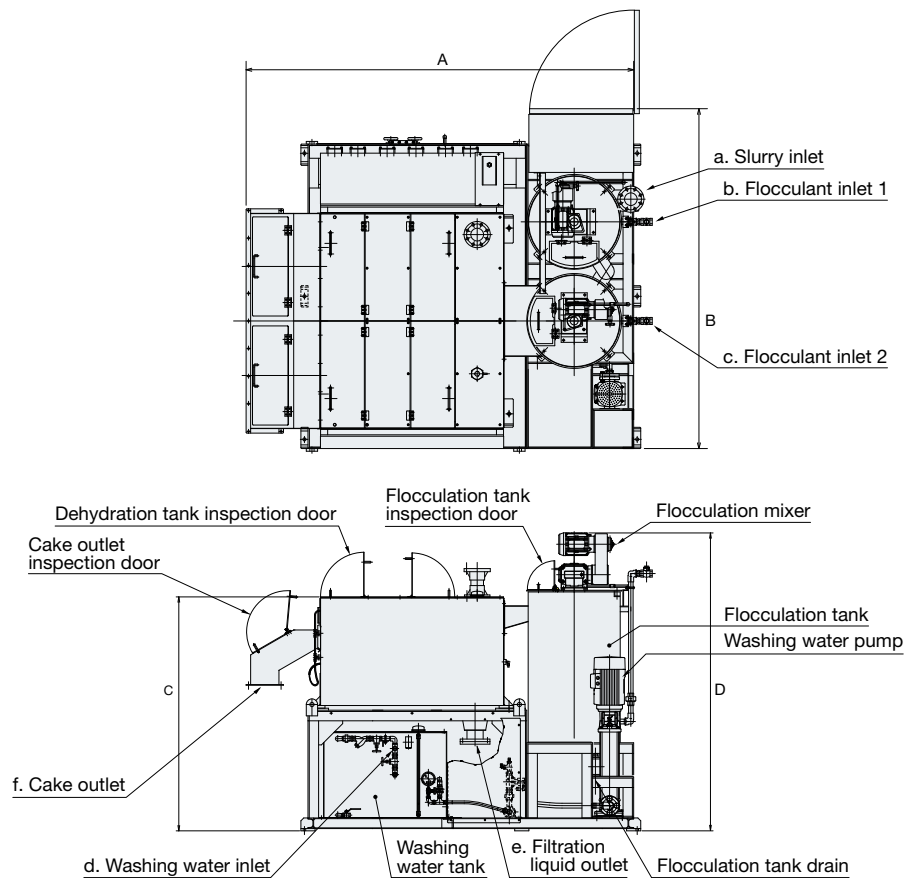 A
a. Slurry inlet
b. Flocculant inlet 1
B
c. Flocculant inlet 2
Dehydration tank inspection door
Flocculation tank
inspection door
Flocculation mixer
Cake outlet
inspection door
Flocculation tank
Washing water pump
C
D
f. Cake outlet
d. Washing water inlet
Washing
water tank
e. Filtration
liquid outlet
Flocculation tank drain